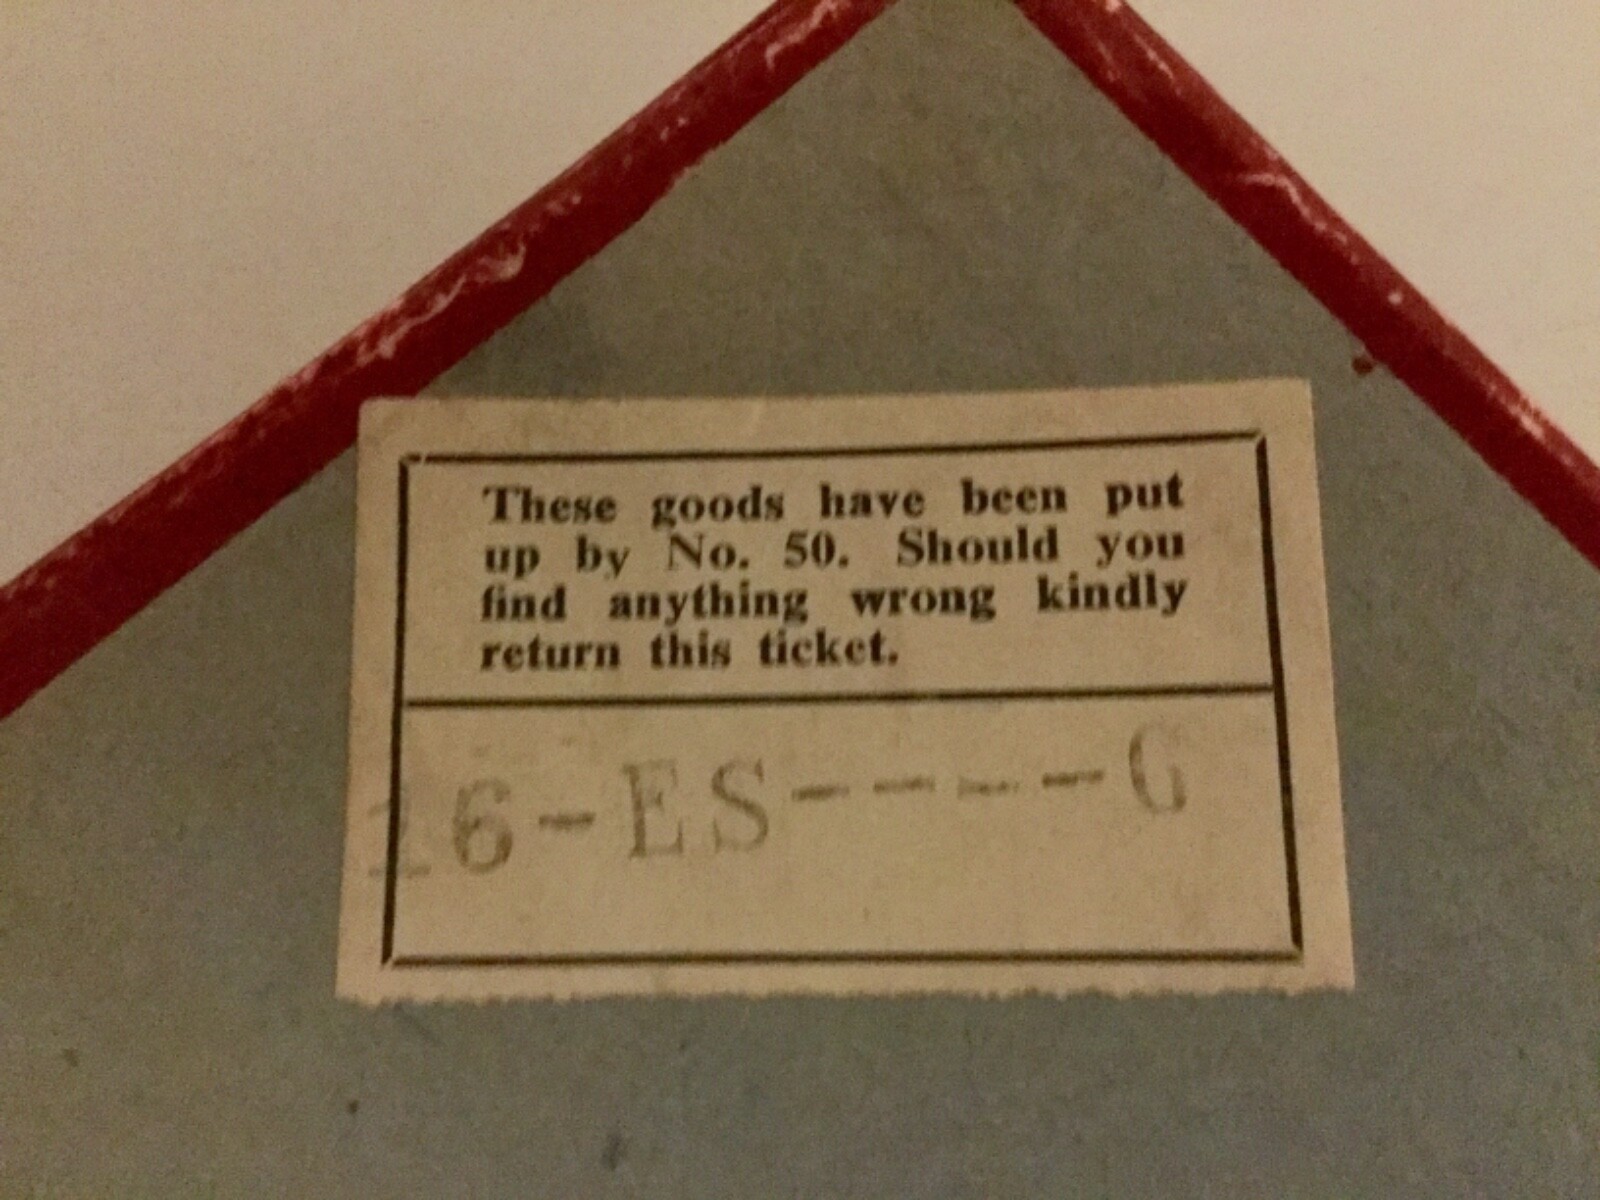 These goods have been put
up by No. 50. Should you
find anything wrong kindly
return this ticket.
16-ES----G